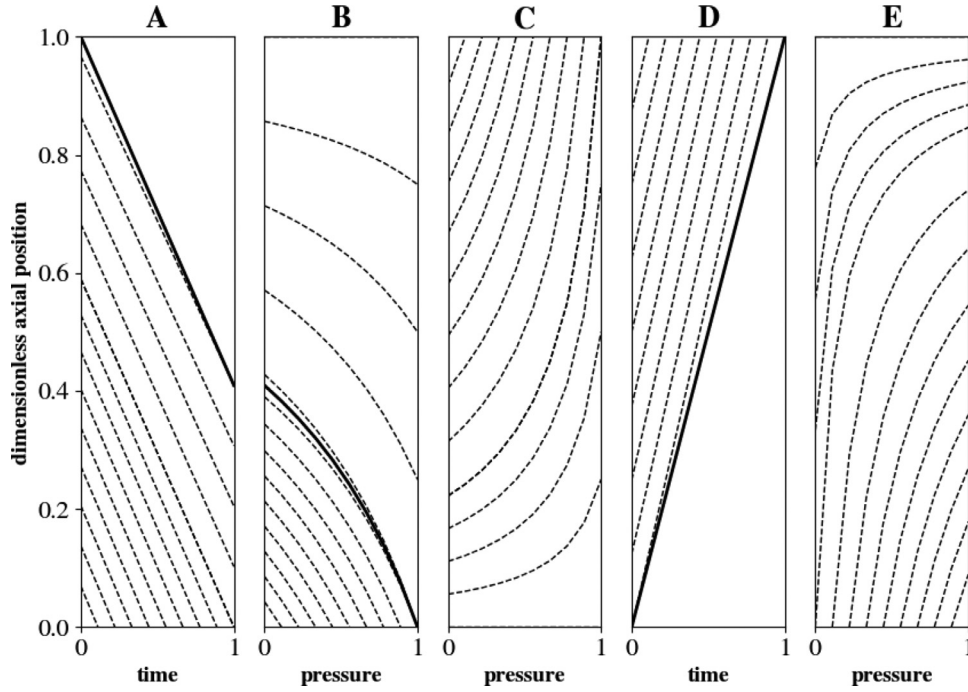 A B C D E
dimensionless axial position
1.0
0.8
0.6
0.4
0.2
0.0
0 1 0 1 0 1 0 1 0 1
time pressure pressure time pressure